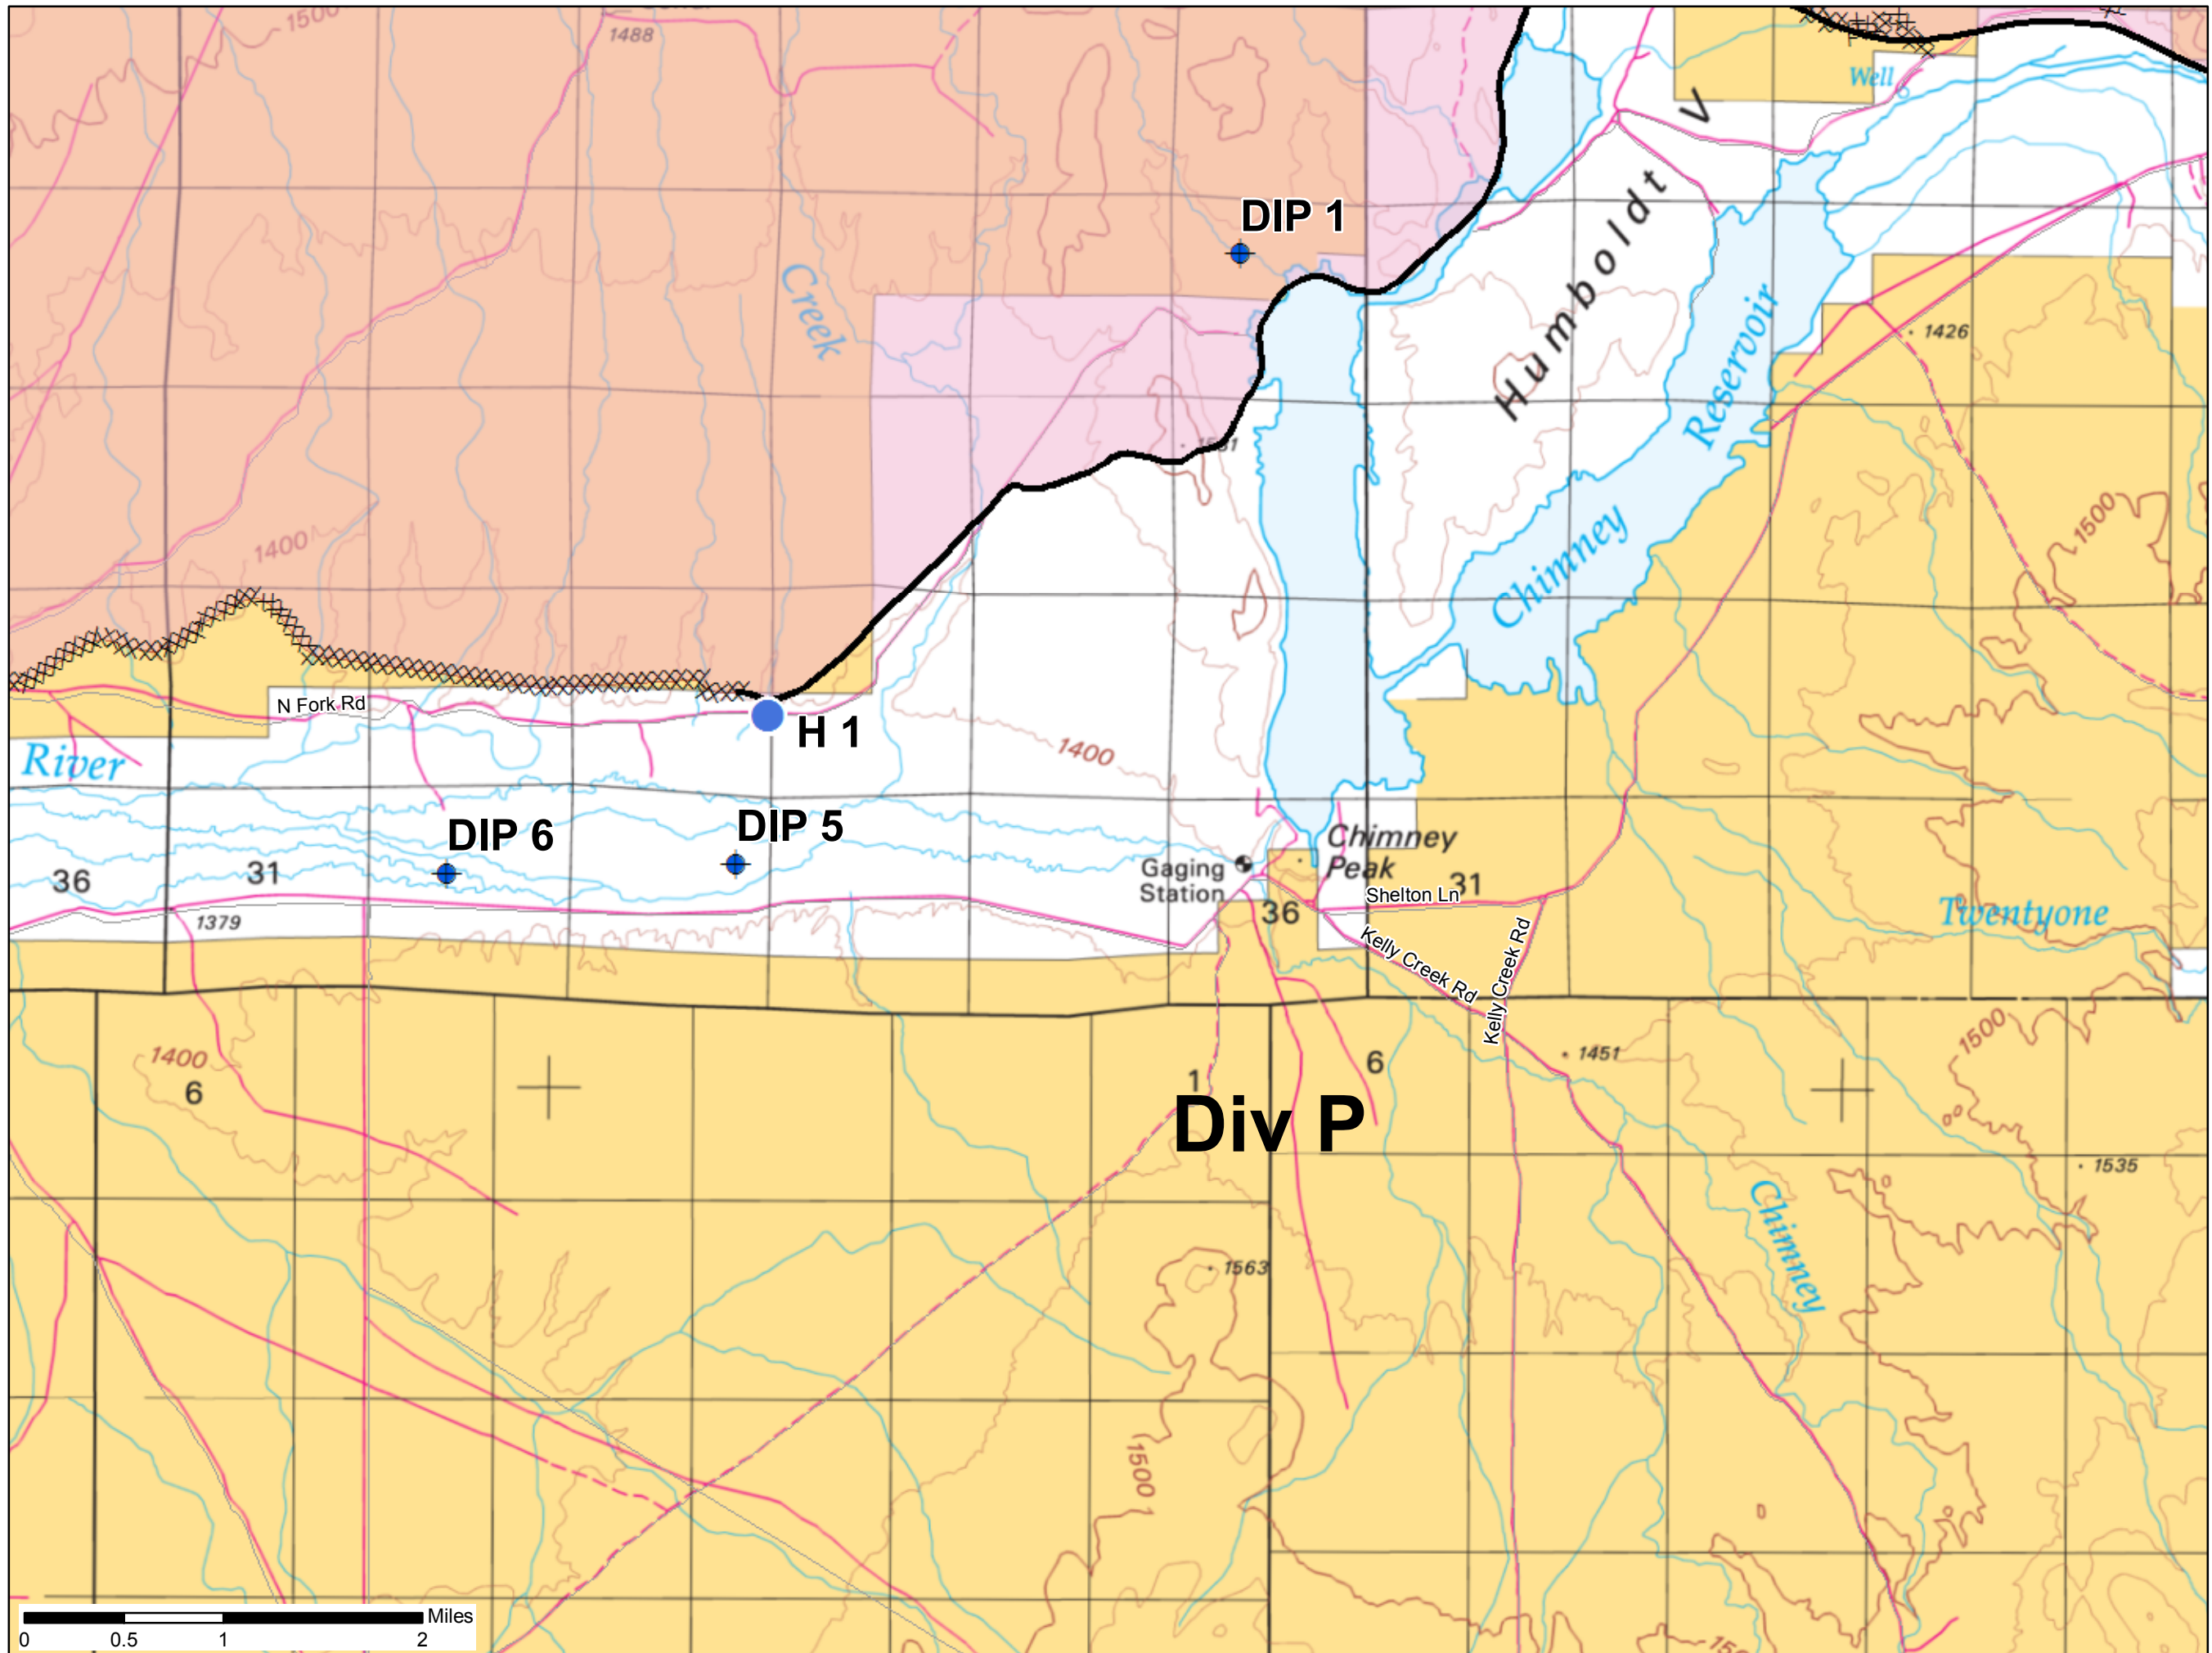 1500
1488
Well
V
DIP 1
Humboldt
Creek
Reservoir
1426
1400
Chimney
1500
N Fork Rd
H 1
River
1400
DIP 6
DIP 5
Chimney
Peak
Gaging
Station
36
31
31
Shelton Ln
36
1379
Twentyone
Kelly Creek Rd
Kelly Creek Rd
1400
6
1
6
1451
1500
Div P
1535
Chimney
1563
1500
Miles
0 0.5 1 2